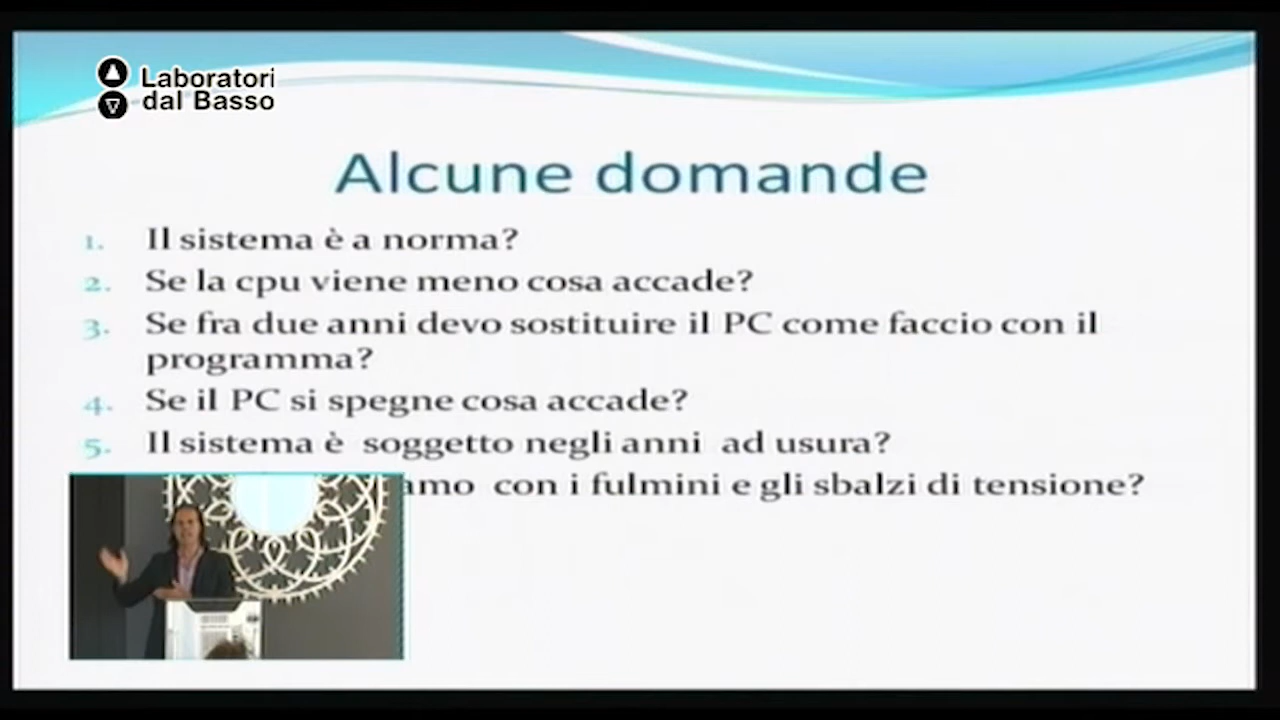 Laboratori
dal Basso
Alcune domande
1. Il sistema è a norma?
2. Se la cpu viene meno cosa accade?
3. Se fra due anni devo sostituire il PC come faccio con il
programma?
4. Se il PC si spegne cosa accade?
5. Il sistema è soggetto negli anni ad usura?
con i fulmini e gli sbalzi di tensione?